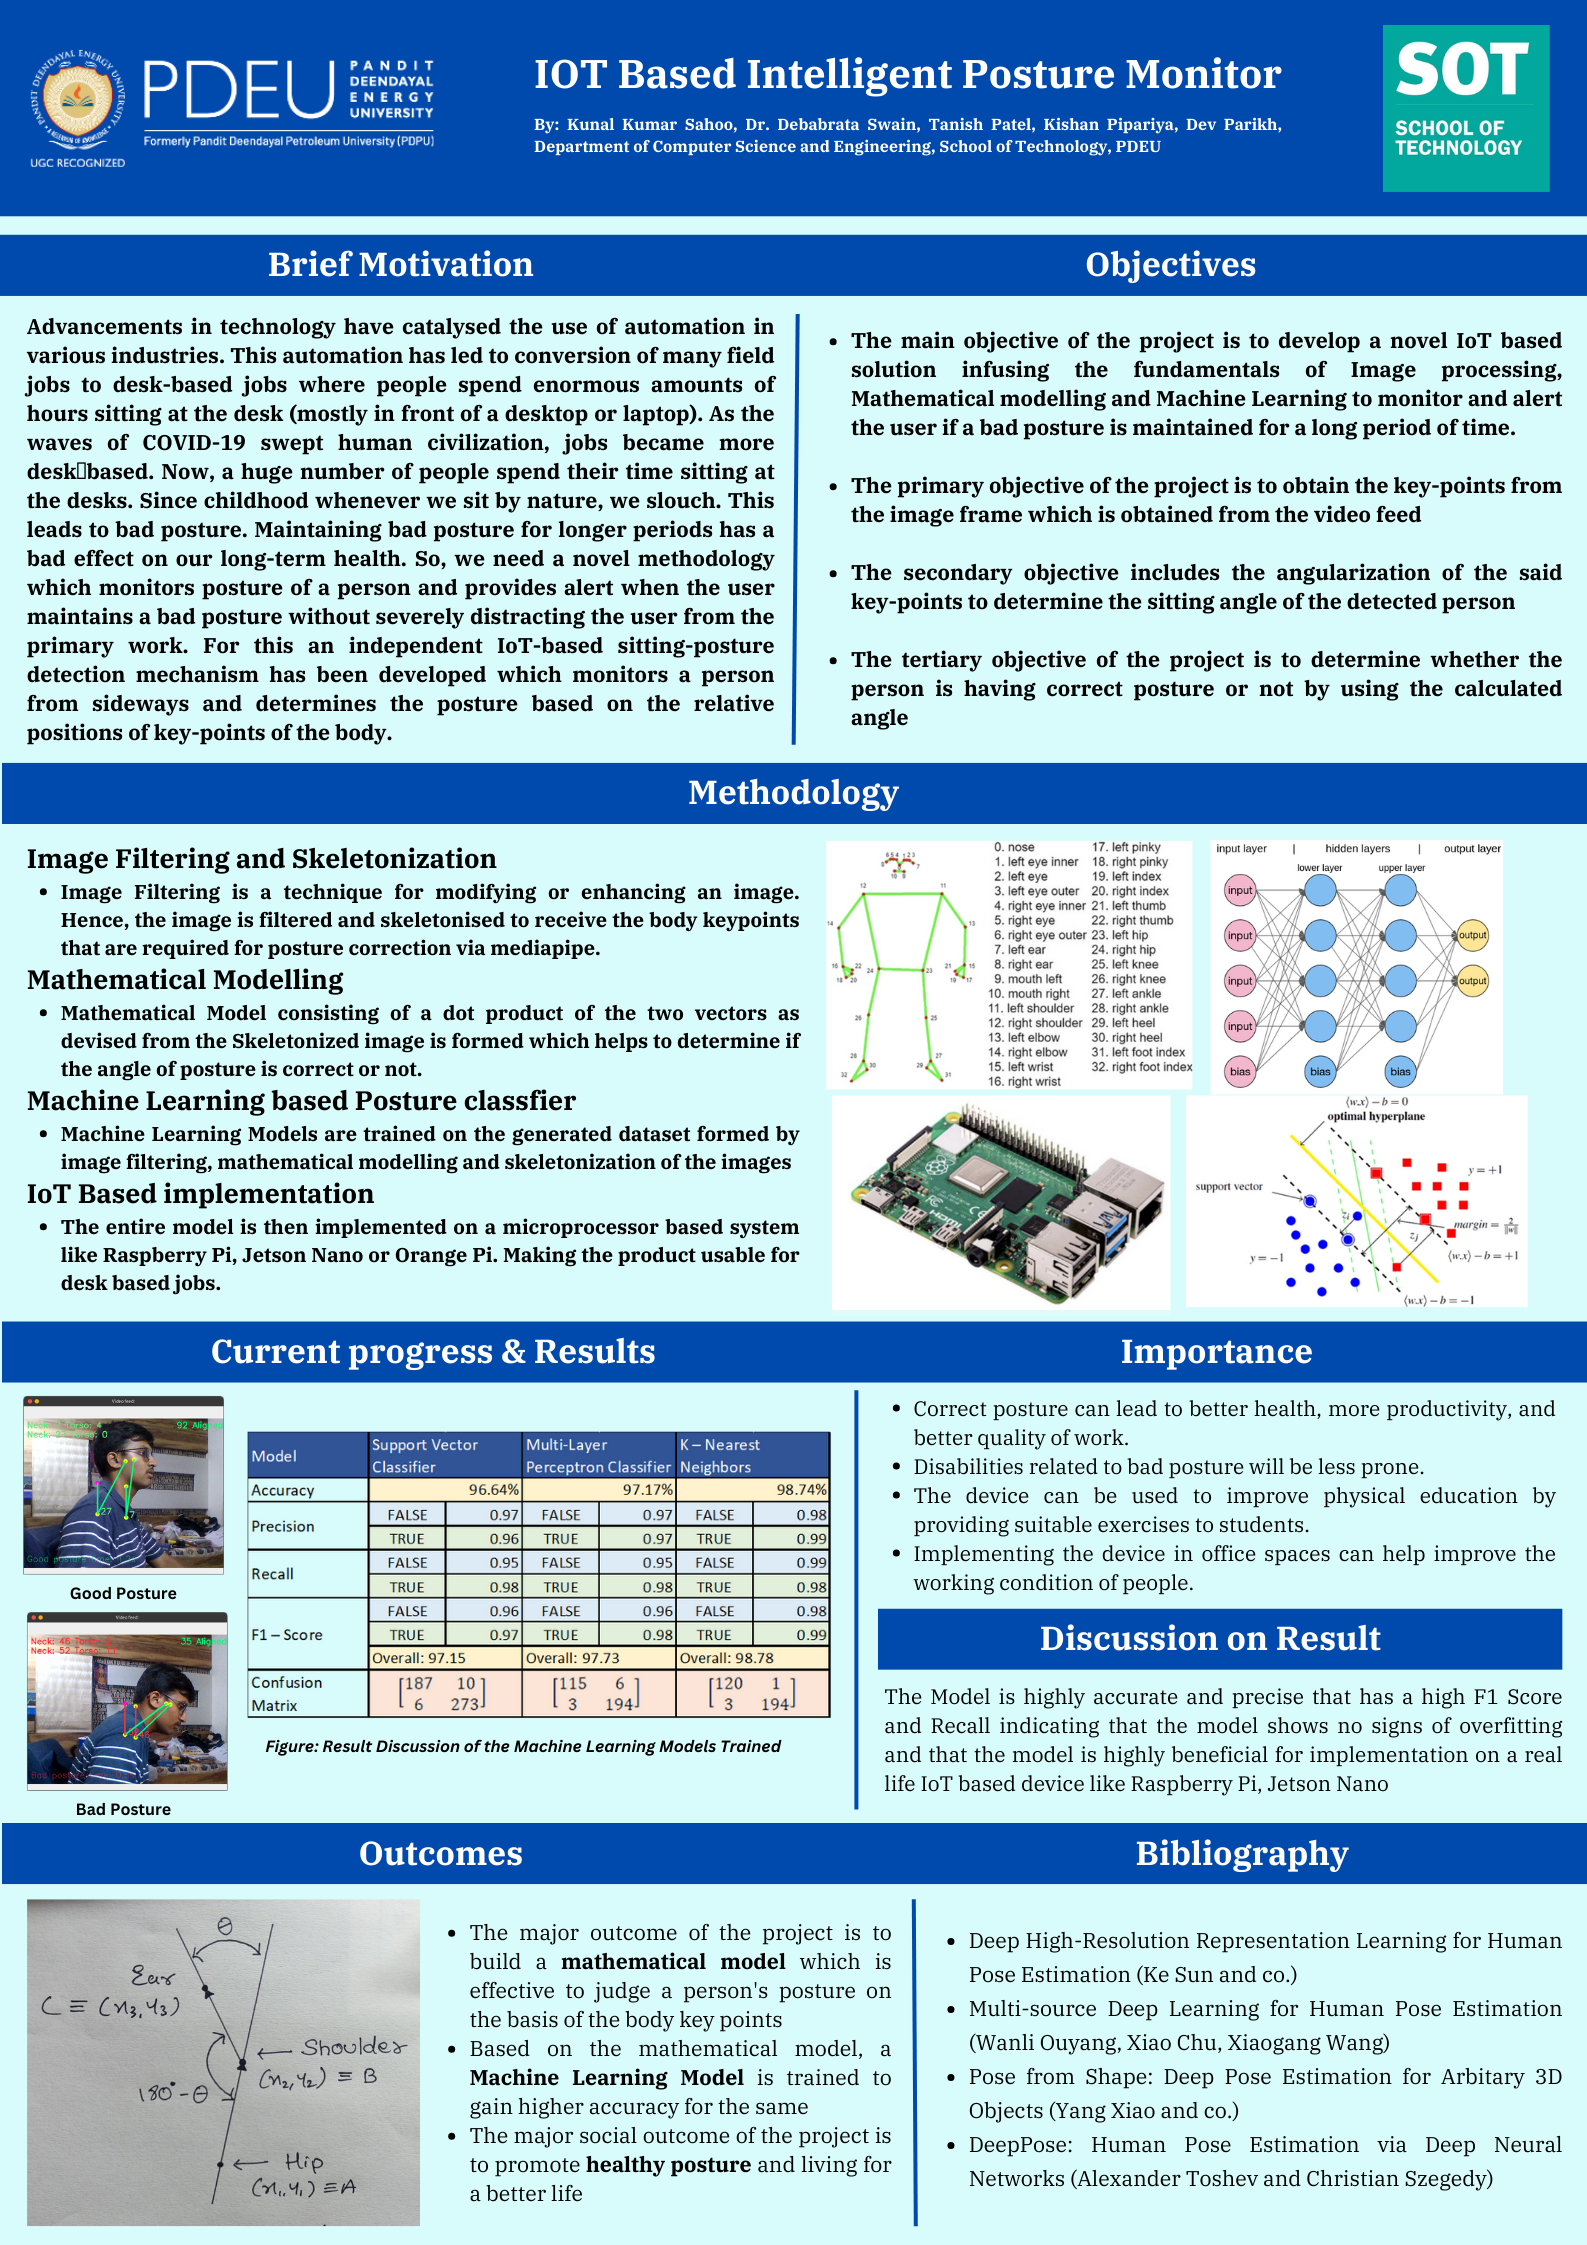 PANDIT DEENDAYAL ENERGY UNIVERSITY
UGC RECOGNIZED
PDEU
PANDIT
DEENDAYAL
ENERGY
UNIVERSITY
Formerly Pandit Deendayal Petroleum University (PDPU)
IOT Based Intelligent Posture Monitor
By: Kunal Kumar Sahoo, Dr. Debabrata Swain, Tanish Patel, Kishan Pipariya, Dev Parikh,
Department of Computer Science and Engineering, School of Technology, PDEU
SOT
SCHOOL OF
TECHNOLOGY
Brief Motivation
Advancements in technology have catalysed the use of automation in
various industries. This automation has led to conversion of many field
jobs to desk-based jobs where people spend enormous amounts of
hours sitting at the desk (mostly in front of a desktop or laptop). As the
waves of COVID-19 swept human civilization, jobs became more
desk▯based. Now, a huge number of people spend their time sitting at
the desks. Since childhood whenever we sit by nature, we slouch. This
leads to bad posture. Maintaining bad posture for longer periods has a
bad effect on our long-term health. So, we need a novel methodology
which monitors posture of a person and provides alert when the user
maintains a bad posture without severely distracting the user from the
primary work. For this an independent IoT-based sitting-posture
detection mechanism has been developed which monitors a person
from sideways and determines the posture based on the relative
positions of key-points of the body.
Objectives
• The main objective of the project is to develop a novel IoT based
solution infusing the fundamentals of Image processing,
Mathematical modelling and Machine Learning to monitor and alert
the user if a bad posture is maintained for a long period of time.
• The primary objective of the project is to obtain the key-points from
the image frame which is obtained from the video feed
• The secondary objective includes the angularization of the said
key-points to determine the sitting angle of the detected person
• The tertiary objective of the project is to determine whether the
person is having correct posture or not by using the calculated
angle
Methodology
Image Filtering and Skeletonization
• Image Filtering is a technique for modifying or enhancing an image.
Hence, the image is filtered and skeletonised to receive the body keypoints
that are required for posture correction via mediapipe.
Mathematical Modelling
• Mathematical Model consisting of a dot product of the two vectors as
devised from the Skeletonized image is formed which helps to determine if
the angle of posture is correct or not.
Machine Learning based Posture classfier
• Machine Learning Models are trained on the generated dataset formed by
image filtering, mathematical modelling and skeletonization of the images
IoT Based implementation
• The entire model is then implemented on a microprocessor based system
like Raspberry Pi, Jetson Nano or Orange Pi. Making the product usable for
desk based jobs.
0. nose
1. left eye inner
2. left eye
3. left eye outer
4. right eye inner
5. right eye
6. right eye outer
7. left ear
8. right ear
9. mouth left
10. mouth right
11. left shoulder
12. right shoulder
13. left elbow
14. right elbow
15. left wrist
16. right wrist
17. left pinky
18. right pinky
19. left index
20. right index
21. left thumb
22. right thumb
23. left hip
24. right hip
25. left knee
26. right knee
27. left ankle
28. right ankle
29. left heel
30. right heel
31. left foot index
32. right foot index
input layer | hidden layers | output layer
lower layer upper layer
input
input output
input output
input
bias bias bias
⟨w.x⟩ − b = 0
optimal hyperplane
y = +1
support vector
margin = 2/‖w‖
y = −1
⟨w.x⟩ − b = +1
⟨w.x⟩ − b = −1
Current progress & Results
Good Posture
Neck: 52
Bad Posture
Model Support Vector Classifier Multi-Layer Perceptron Classifier K – Nearest Neighbors
Accuracy 96.64% 97.17% 98.74%
Precision FALSE 0.97 FALSE 0.97 FALSE 0.98
TRUE 0.96 TRUE 0.97 TRUE 0.99
Recall FALSE 0.95 FALSE 0.95 FALSE 0.99
TRUE 0.98 TRUE 0.98 TRUE 0.98
F1 – Score FALSE 0.96 FALSE 0.96 FALSE 0.98
TRUE 0.97 TRUE 0.98 TRUE 0.99
Overall: 97.15 Overall: 97.73 Overall: 98.78
Confusion Matrix [187 10 6 273] [115 6 3 194] [120 1 3 194]
Figure: Result Discussion of the Machine Learning Models Trained
Importance
• Correct posture can lead to better health, more productivity, and
better quality of work.
• Disabilities related to bad posture will be less prone.
• The device can be used to improve physical education by
providing suitable exercises to students.
• Implementing the device in office spaces can help improve the
working condition of people.
Discussion on Result
The Model is highly accurate and precise that has a high F1 Score
and Recall indicating that the model shows no signs of overfitting
and that the model is highly beneficial for implementation on a real
life IoT based device like Raspberry Pi, Jetson Nano
Outcomes
θ
Ear
C ≡ (x3, y3)
← Shoulder
(x2, y2) ≡ B
180° - θ
← Hip
(x1, y1) ≡ A
• The major outcome of the project is to
build a mathematical model which is
effective to judge a person's posture on
the basis of the body key points
• Based on the mathematical model, a
Machine Learning Model is trained to
gain higher accuracy for the same
• The major social outcome of the project is
to promote healthy posture and living for
a better life
Bibliography
• Deep High-Resolution Representation Learning for Human
Pose Estimation (Ke Sun and co.)
• Multi-source Deep Learning for Human Pose Estimation
(Wanli Ouyang, Xiao Chu, Xiaogang Wang)
• Pose from Shape: Deep Pose Estimation for Arbitary 3D
Objects (Yang Xiao and co.)
• DeepPose: Human Pose Estimation via Deep Neural
Networks (Alexander Toshev and Christian Szegedy)